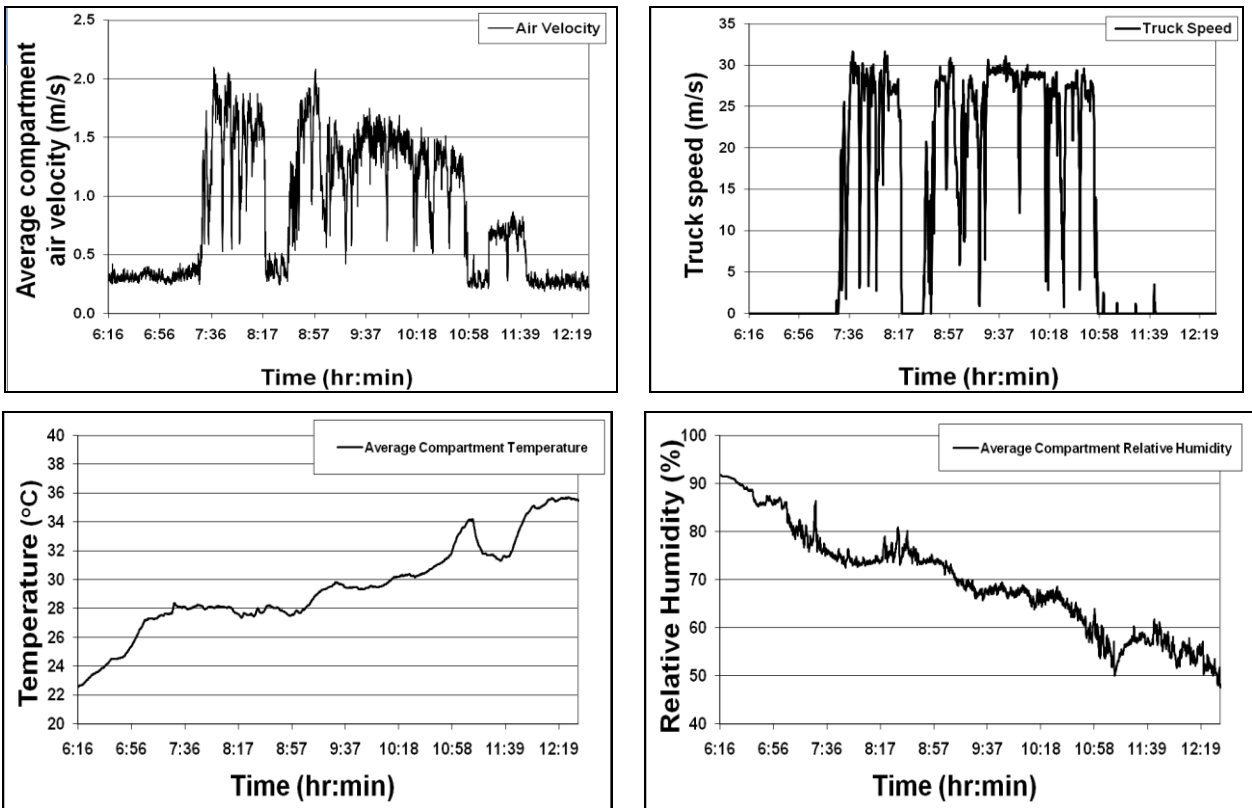 Air Velocity
Average compartment
air velocity (m/s)
2.5
2.0
1.5
1.0
0.5
0.0
6:16 6:56 7:36 8:17 8:57 9:37 10:18 10:58 11:39 12:19
Time (hr:min)
Truck Speed
Truck speed (m/s)
35
30
25
20
15
10
5
0
6:16 6:56 7:36 8:17 8:57 9:37 10:18 10:58 11:39 12:19
Time (hr:min)
Average Compartment Temperature
Temperature (°C)
40
38
36
34
32
30
28
26
24
22
20
6:16 6:56 7:36 8:17 8:57 9:37 10:18 10:58 11:39 12:19
Time (hr:min)
Average Compartment Relative Humidity
Relative Humidity (%)
100
90
80
70
60
50
40
6:16 6:56 7:36 8:17 8:57 9:37 10:18 10:58 11:39 12:19
Time (hr:min)